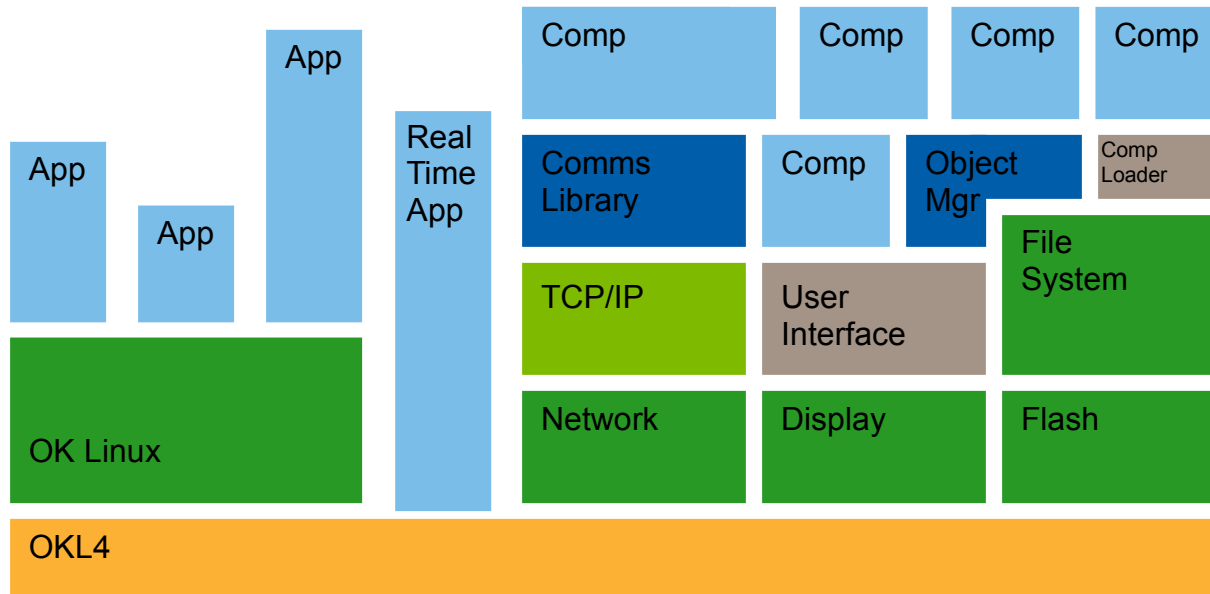 App
App
App
Real
Time
App
OK Linux
Comp
Comp
Comp
Comp
Comms
Library
Comp
Object
Mgr
Comp
Loader
TCP/IP
User
Interface
File
System
Network
Display
Flash
OKL4